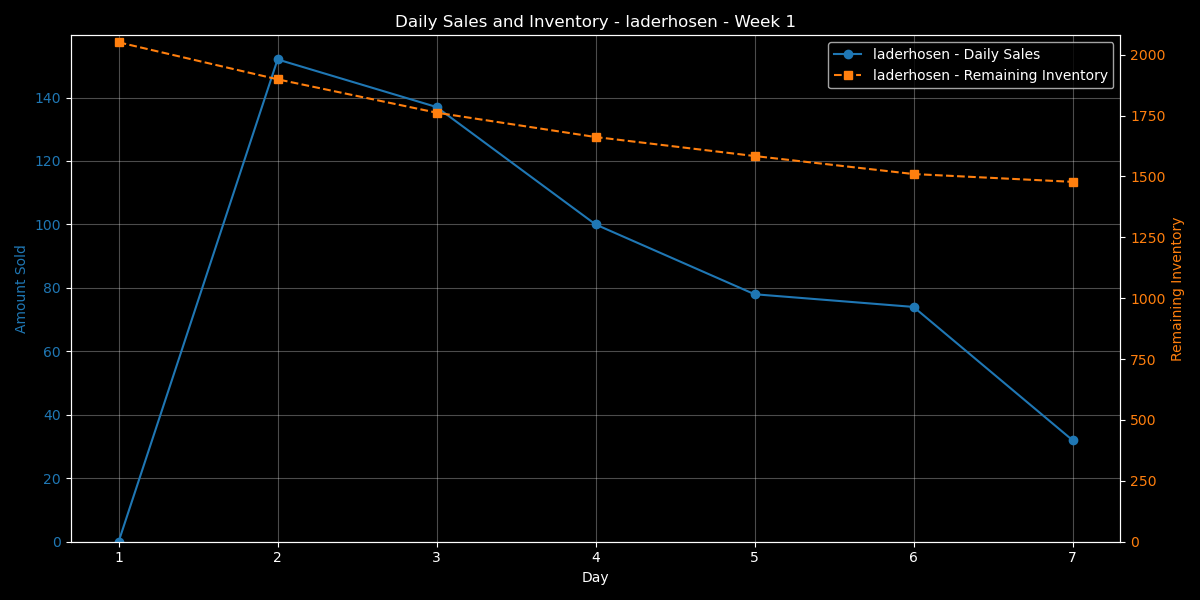 Daily Sales and Inventory - laderhosen - Week 1
laderhosen - Daily Sales
laderhosen - Remaining Inventory
Amount Sold
140
120
100
80
60
40
20
0
2000
1750
1500
1250
1000
750
500
250
0
Remaining Inventory
1 2 3 4 5 6 7
Day